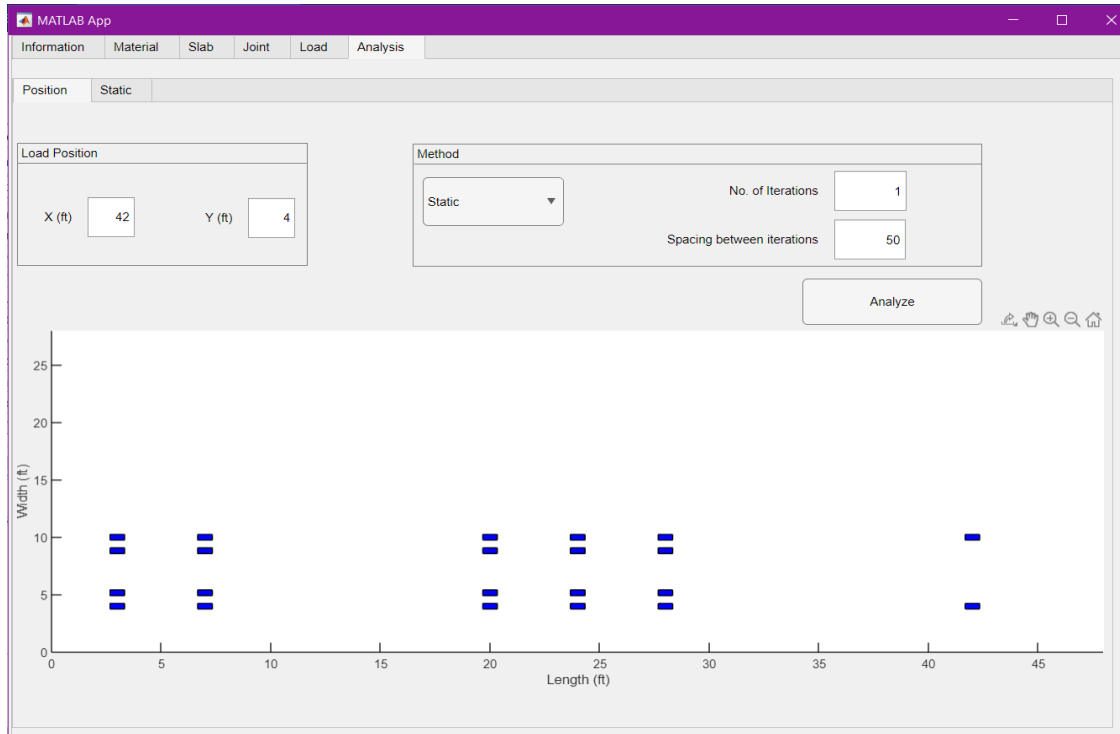 MATLAB App
Information Material Slab Joint Load Analysis
Position Static
Load Position
X (ft) 42 Y (ft) 4
Method
Static
No. of Iterations 1
Spacing between iterations 50
Analyze
25
20
15
10
5
0
Width (ft)
0 5 10 15 20 25 30 35 40 45
Length (ft)